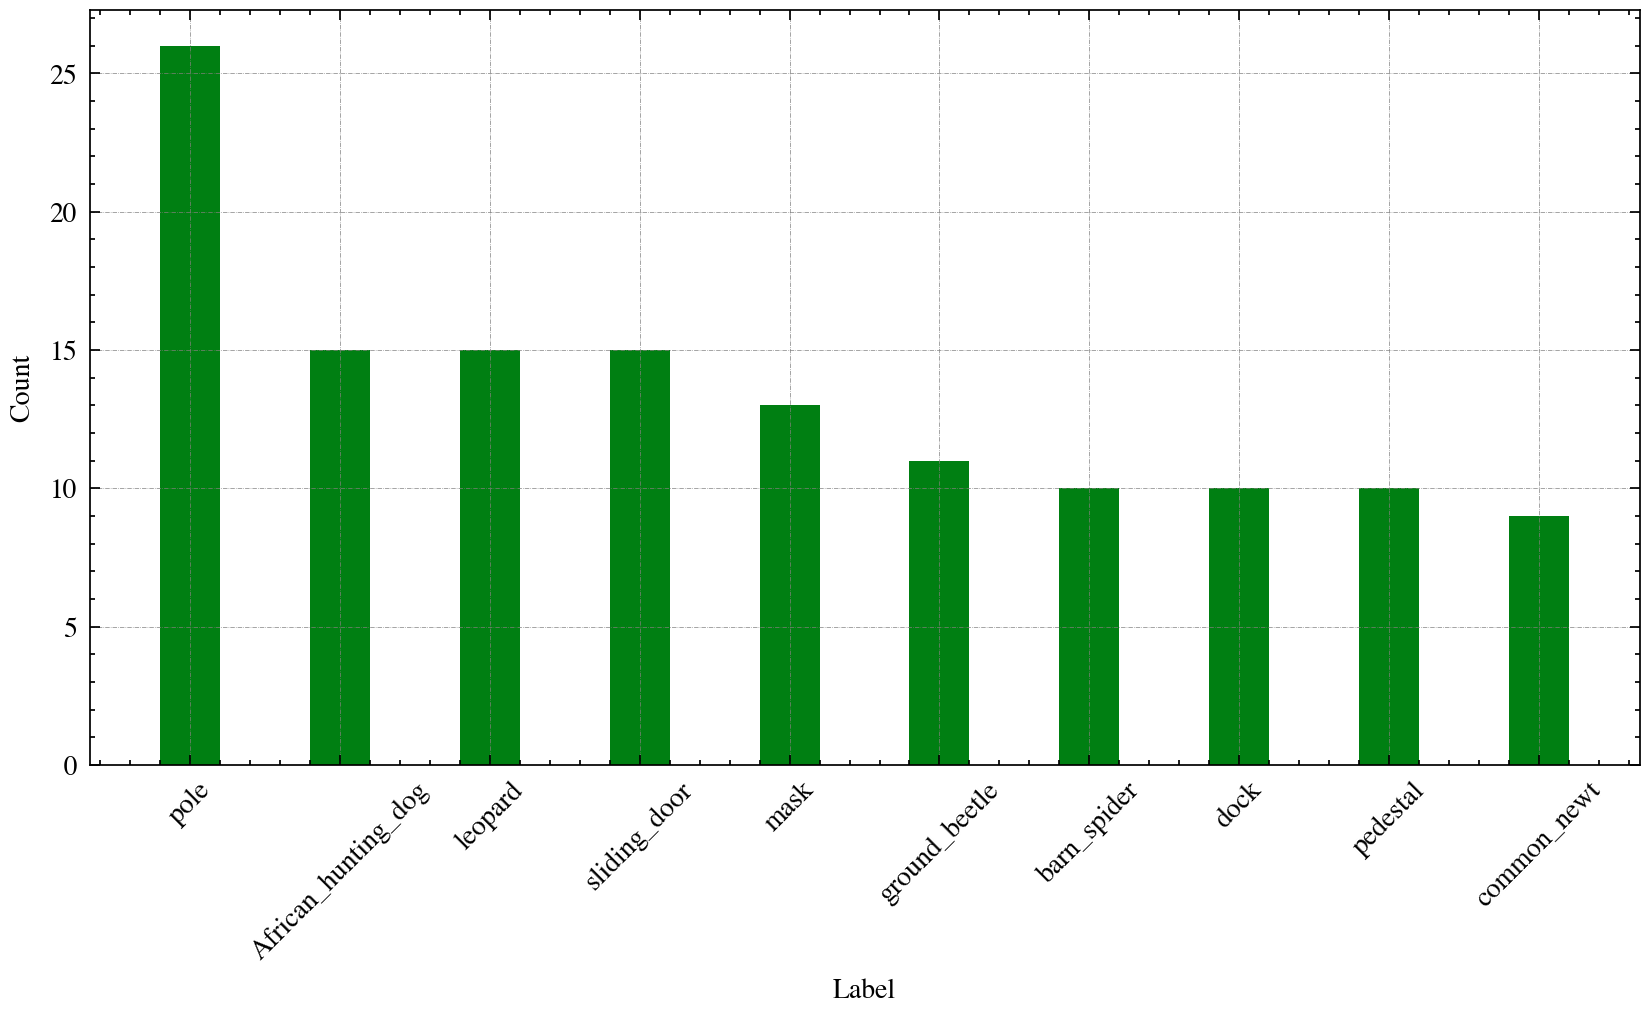 25
20
15
10
5
0
Count
pole
African_hunting_dog
leopard
sliding_door
mask
ground_beetle
barn_spider
dock
pedestal
common_newt
Label